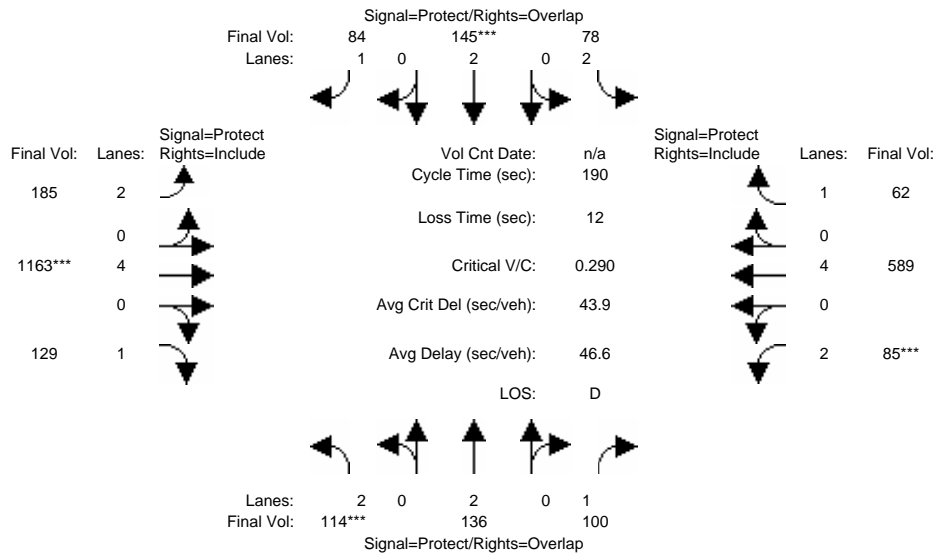 Signal=Protect/Rights=Overlap
Final Vol: 84 145*** 78
Lanes: 1 0 2 0 2
Signal=Protect
Final Vol: Lanes: Rights=Include
Vol Cnt Date: n/a
Signal=Protect
Rights=Include Lanes: Final Vol:
Cycle Time (sec): 190
185 2
1 62
Loss Time (sec): 12
0
0
1163*** 4
Critical V/C: 0.290
4 589
0
Avg Crit Del (sec/veh): 43.9
0
129 1
Avg Delay (sec/veh): 46.6
2 85***
LOS: D
Lanes: 2 0 2 0 1
Final Vol: 114*** 136 100
Signal=Protect/Rights=Overlap